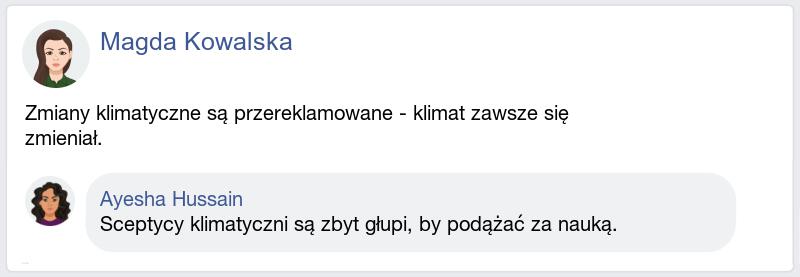 Magda Kowalska
Zmiany klimatyczne są przereklamowane - klimat zawsze się
zmieniał.
Ayesha Hussain
Sceptycy klimatyczni są zbyt głupi, by podążać za nauką.